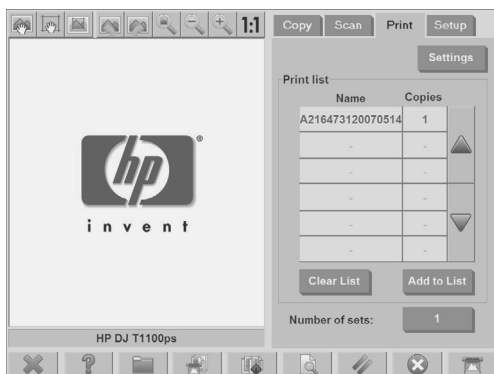 1:1
Copy Scan Print Setup
Settings
Print list
Name Copies
A216473120070514 1
- -
- -
- -
- -
- -
Clear List Add to List
Number of sets: 1
hp
®
invent
HP DJ T1100ps
?